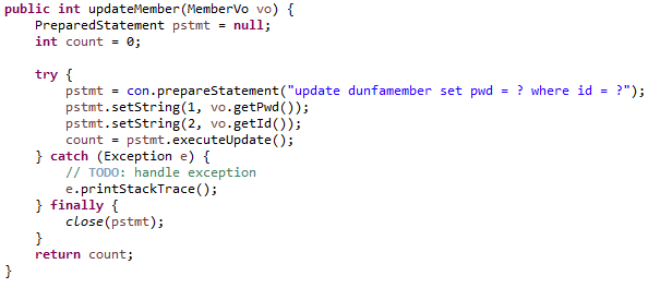 public int updateMember(MemberVo vo) {
    PreparedStatement pstmt = null;
    int count = 0;

    try {
        pstmt = con.prepareStatement("update dunfamember set pwd = ? where id = ?");
        pstmt.setString(1, vo.getPwd());
        pstmt.setString(2, vo.getId());
        count = pstmt.executeUpdate();
    } catch (Exception e) {
        // TODO: handle exception
        e.printStackTrace();
    } finally {
        close(pstmt);
    }
    return count;
}